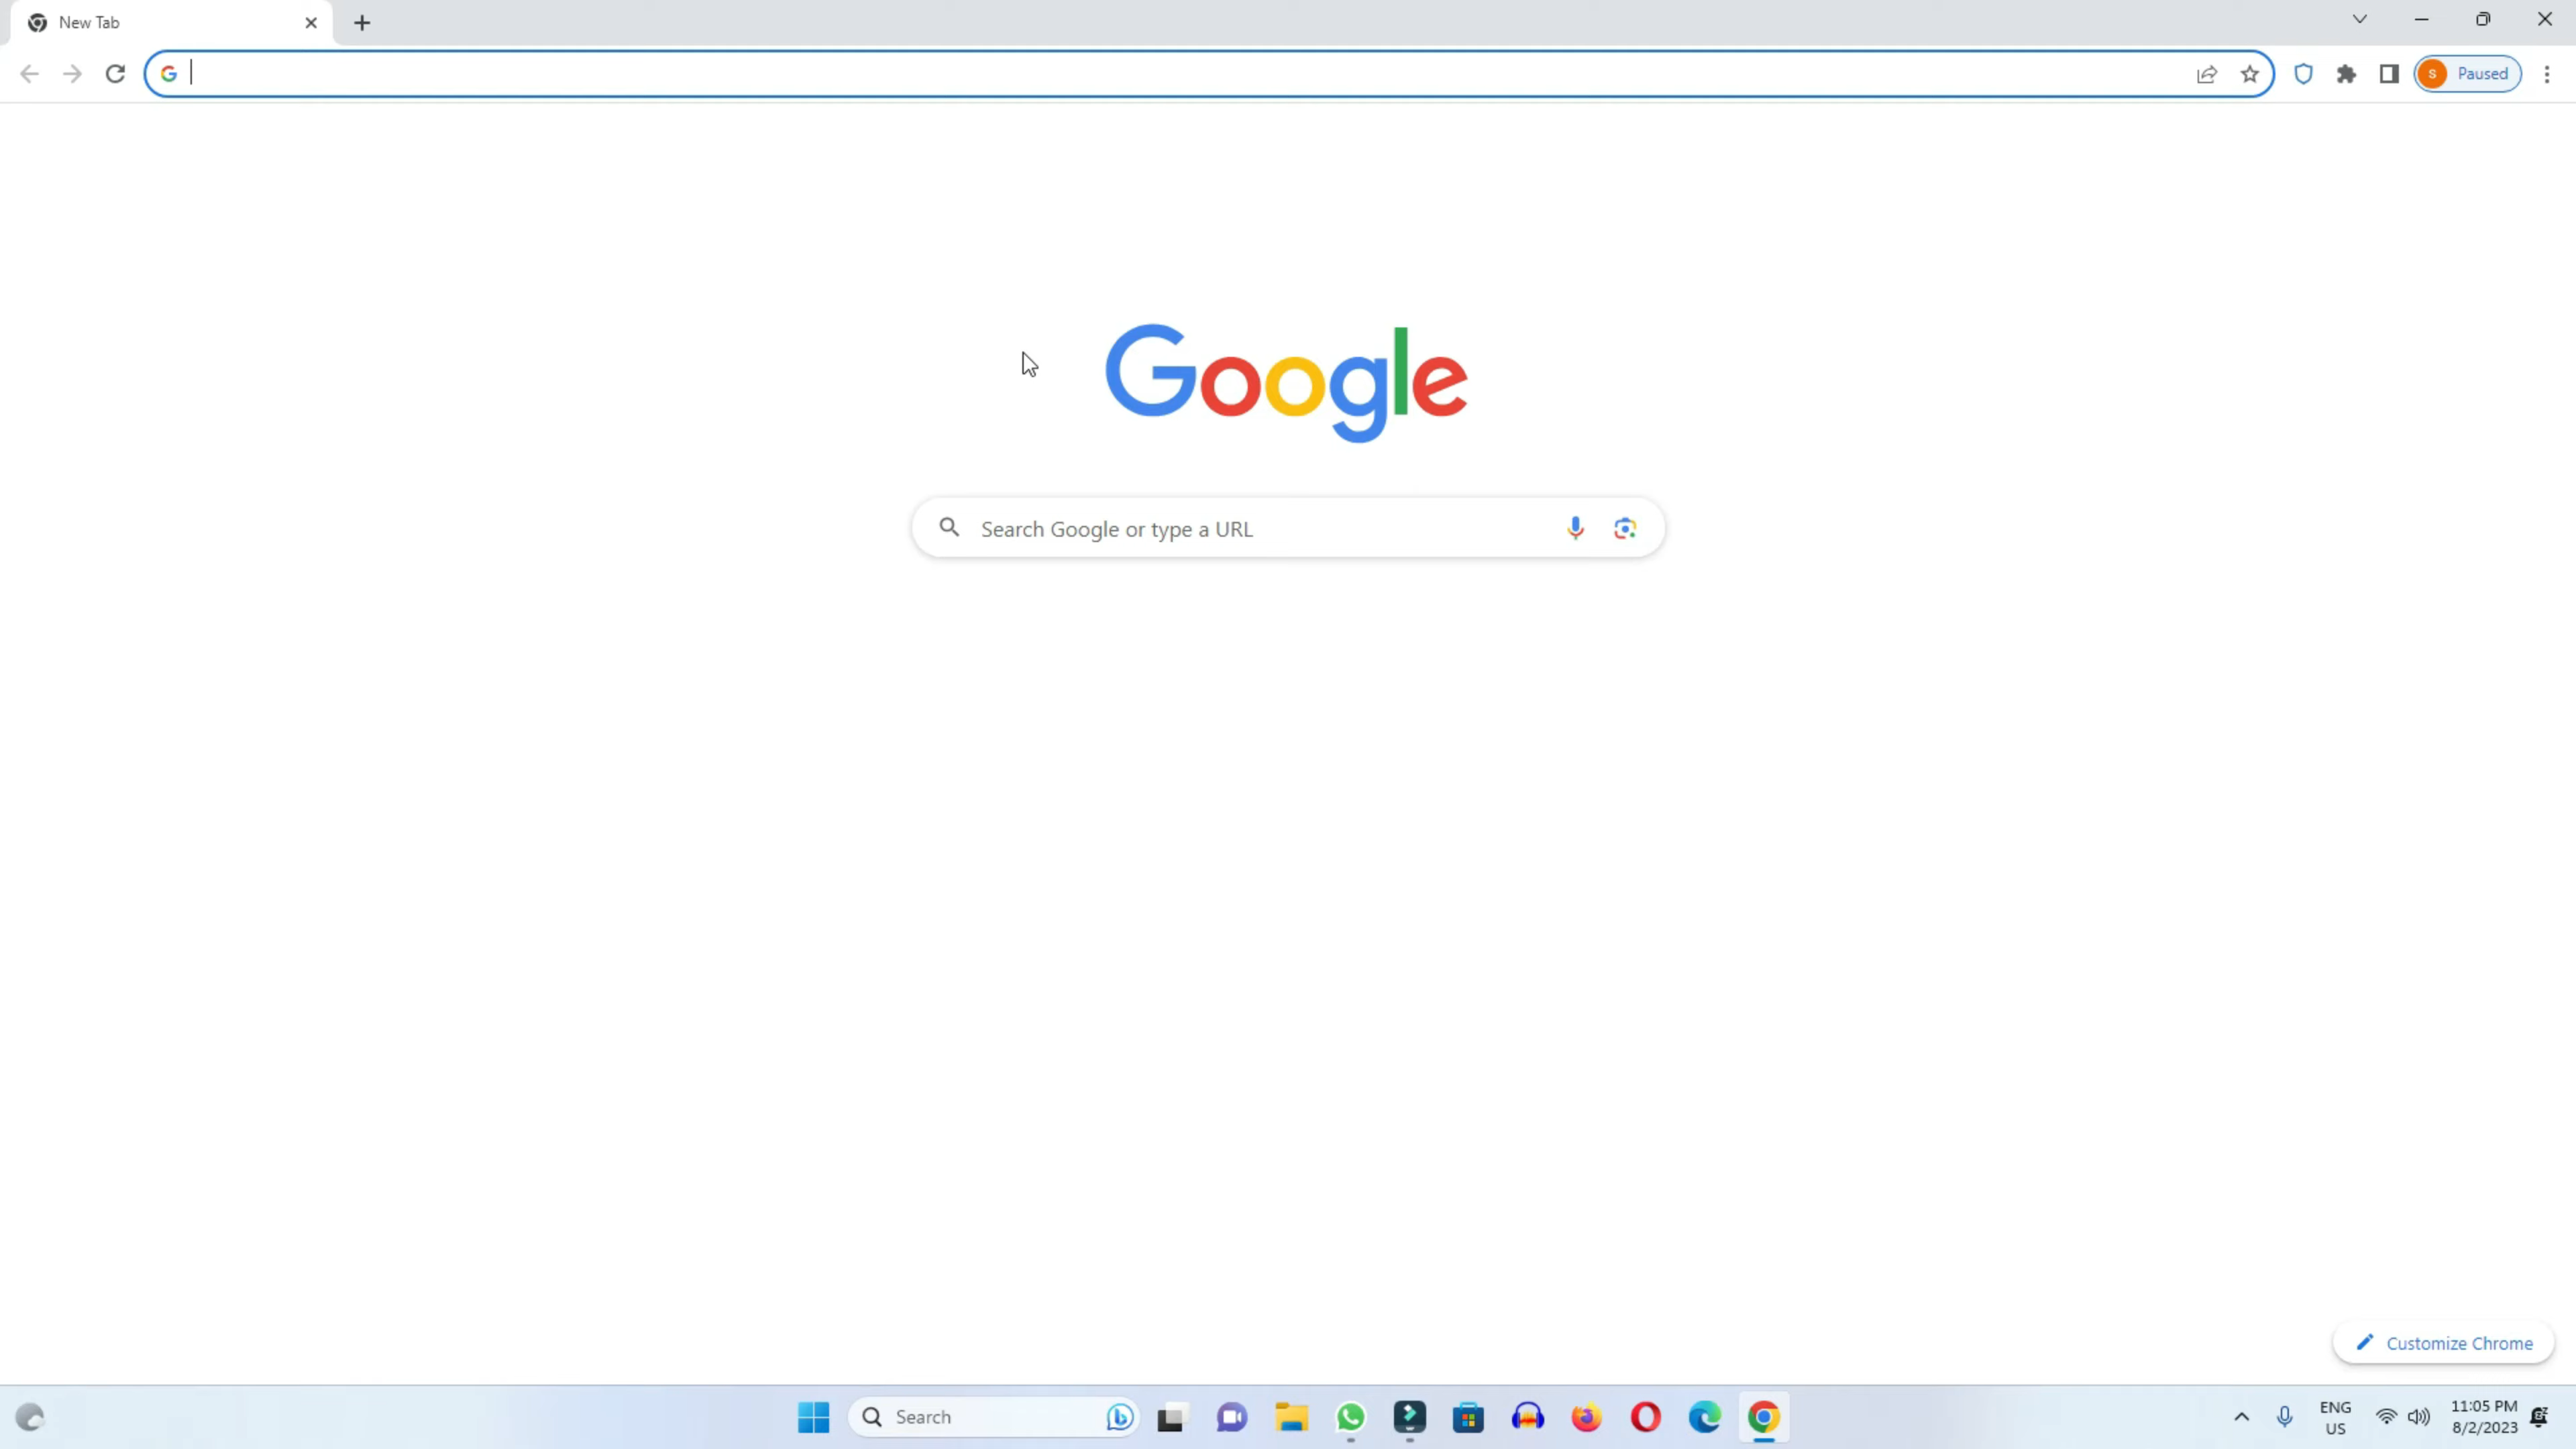 New Tab
S Paused
Google
Search Google or type a URL
Customize Chrome
Search
ENG
US
11:05 PM
8/2/2023